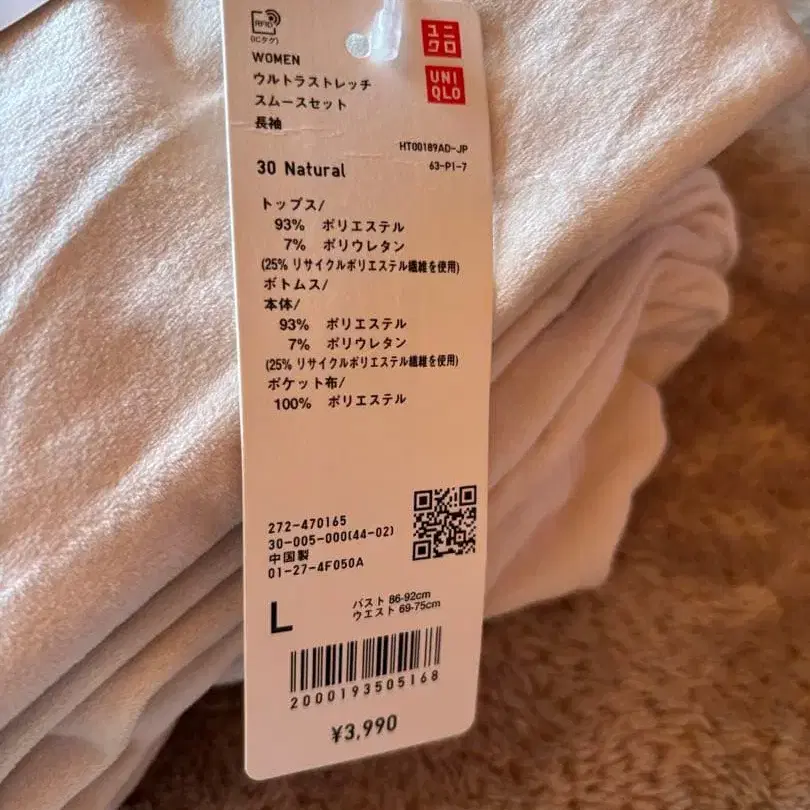 RFID
(ICタグ)
ユニ
クロ
UNI
QLO
WOMEN
ウルトラストレッチ
スムースセット
長袖
HT00189AD-JP
63-P1-7
30 Natural
トップス/
93% ポリエステル
7% ポリウレタン
(25% リサイクルポリエステル繊維を使用)
ボトムス/
本体/
93% ポリエステル
7% ポリウレタン
(25% リサイクルポリエステル繊維を使用)
ポケット布/
100% ポリエステル
272-470165
30-005-000(44-02)
中国製
01-27-4F050A
L
バスト 86-92cm
ウエスト 69-75cm
2000193505168
¥3,990